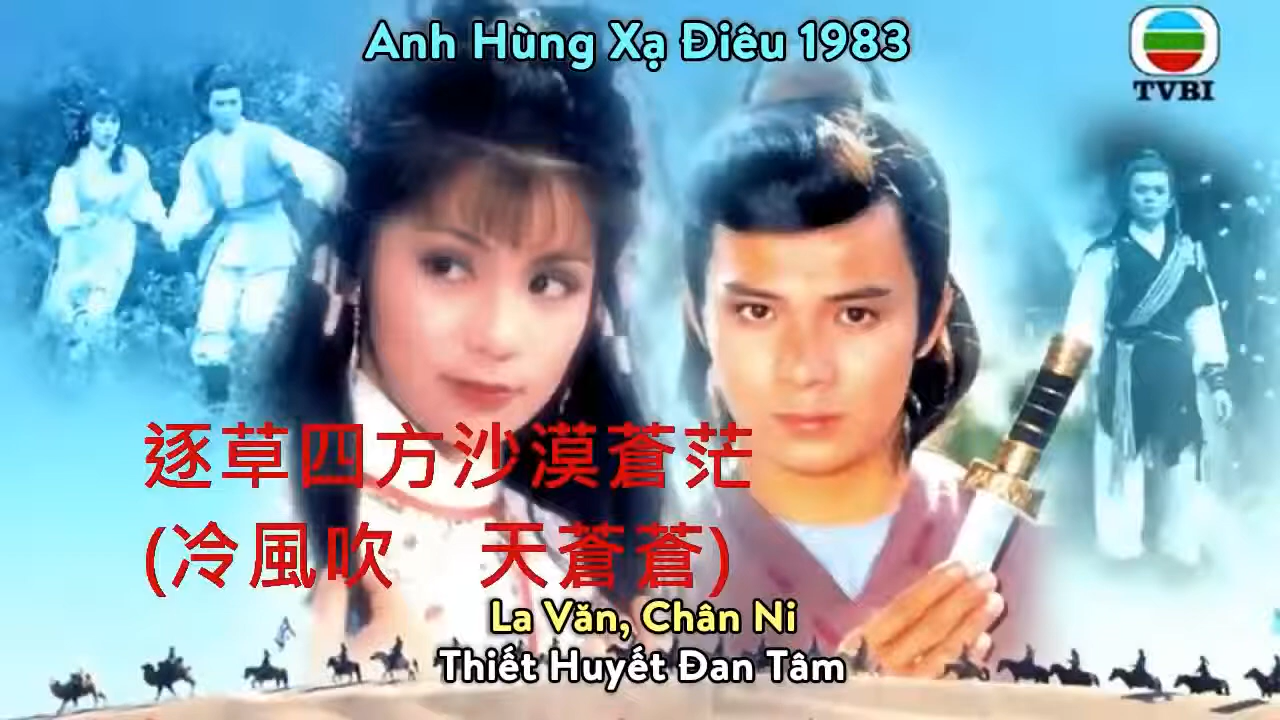 Anh Hùng Xạ Điêu 1983
TVBI
逐草四方沙漠蒼茫
(冷風吹 天蒼蒼)
La Văn, Chân Ni
Thiết Huyết Đan Tâm